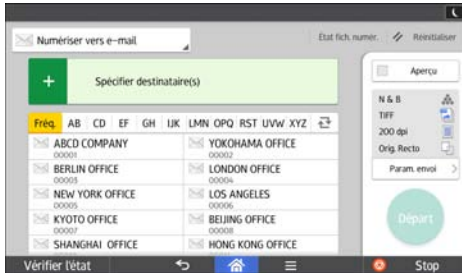 Numériser vers e-mail
État fich. numér.
Réinitialiser
+ Spécifier destinataire(s)
Aperçu
Fréq. AB CD EF GH IJK LMN OPQ RST UVW XYZ
ABCD COMPANY
00001
YOKOHAMA OFFICE
00002
BERLIN OFFICE
00003
LONDON OFFICE
00004
NEW YORK OFFICE
00005
LOS ANGELES
00006
KYOTO OFFICE
00007
BEIJING OFFICE
00008
SHANGHAI OFFICE
HONG KONG OFFICE
N & B
TIFF
200 dpi
Orig. Recto
Param. envoi
Départ
Vérifier l'état
Stop